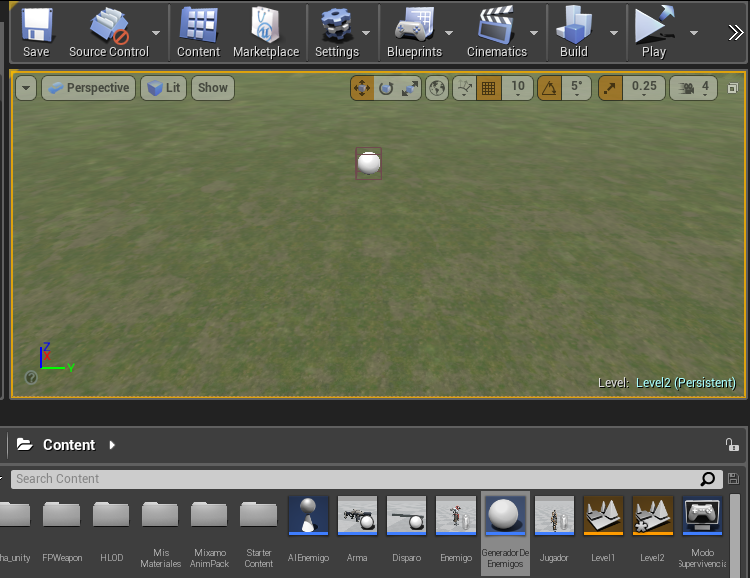 Save
Source Control
Content
Marketplace
Settings
Blueprints
Cinematics
Build
Play
Perspective
Lit
Show
10
5°
0.25
4
Z
X
Y
Level: Level2 (Persistent)
Content
Search Content
ha_unity
FPWeapon
HLOD
Mis
Materiales
Mixamo
AnimPack
Starter
Content
AIEnemigo
Arma
Disparo
Enemigo
GeneradorDe
Enemigos
Jugador
Level1
Level2
Modo
Supervivencia